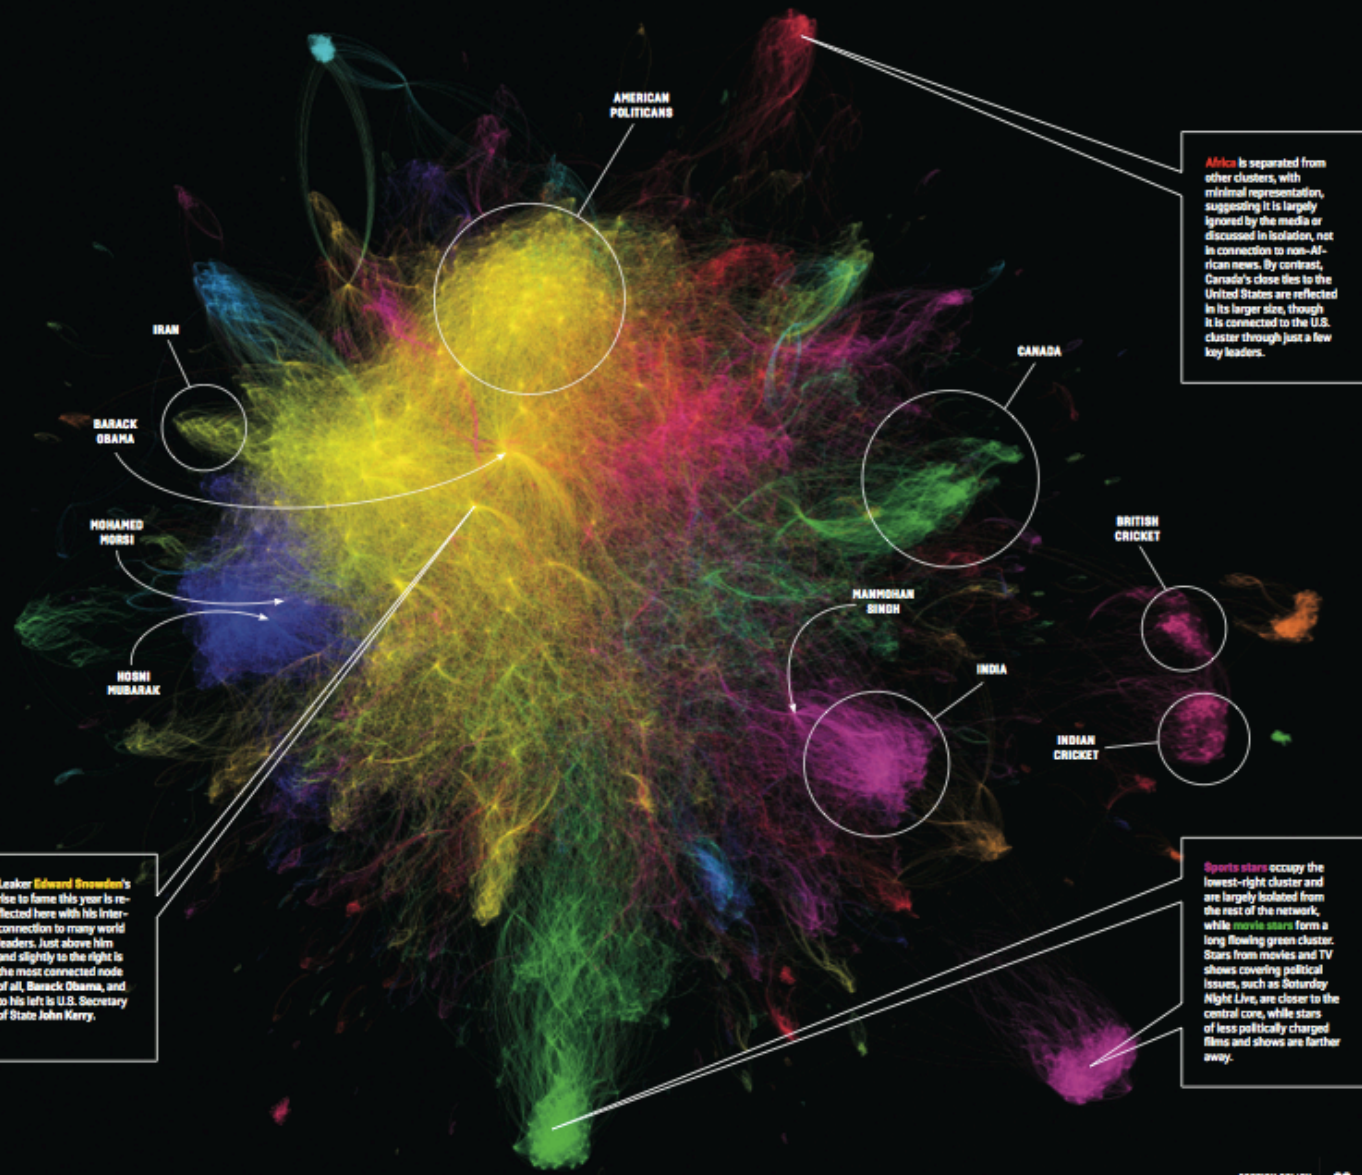 AMERICAN
POLITICANS
Africa is separated from
other clusters, with
minimal representation,
suggesting it is largely
ignored by the media or
discussed in isolation, not
in connection to non-Af-
rican news. By contrast,
Canada's close ties to the
United States are reflected
in its larger size, though
it is connected to the U.S.
cluster through just a few
key leaders.
IRAN
CANADA
BARACK
OBAMA
MOHAMED
MORSI
BRITISH
CRICKET
MANMOHAN
SINGH
HOSNI
MUBARAK
INDIA
INDIAN
CRICKET
Leaker Edward Snowden's
rise to fame this year is re-
flected here with his inter-
connection to many world
leaders. Just above him
and slightly to the right is
the most connected node
of all, Barack Obama, and
to his left is U.S. Secretary
of State John Kerry.
Sports stars occupy the
lowest-right cluster and
are largely isolated from
the rest of the network,
while movie stars form a
long flowing green cluster.
Stars from movies and TV
shows covering political
issues, such as Saturday
Night Live, are closer to the
central core, while stars
of less politically charged
films and shows are farther
away.